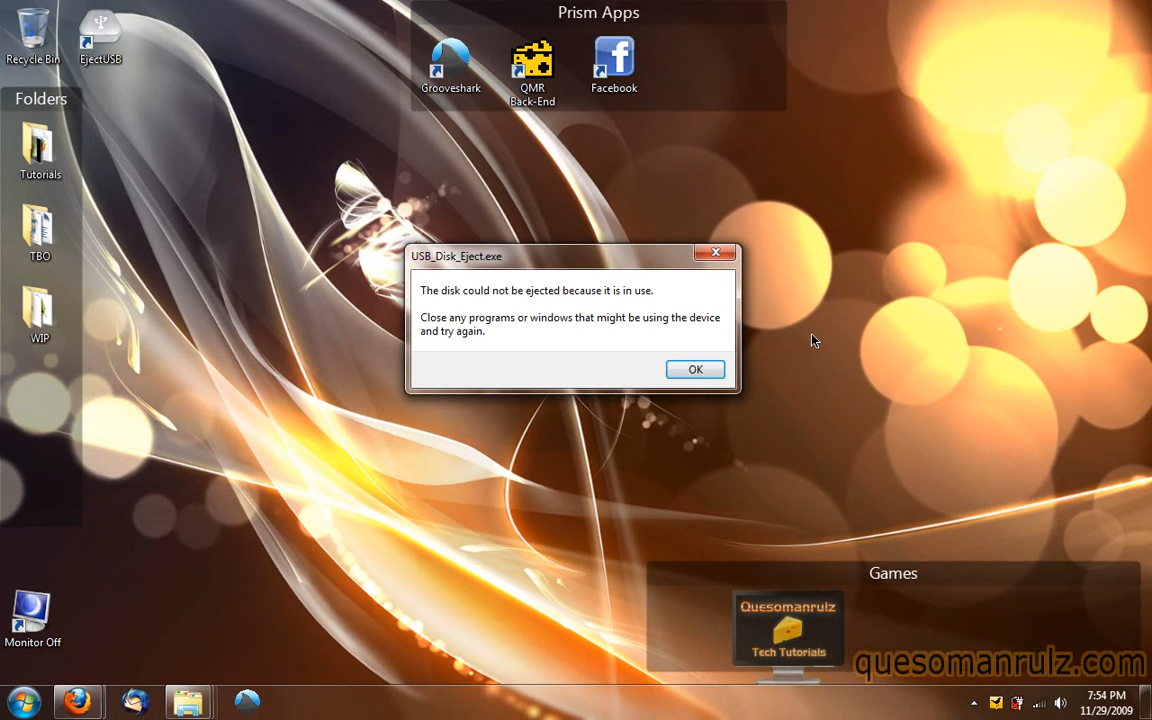 Prism Apps
Recycle Bin
EjectUSB
Grooveshark
QMR
Back-End
Facebook
Folders
Tutorials
TBO
WIP
USB_Disk_Eject.exe
The disk could not be ejected because it is in use.
Close any programs or windows that might be using the device
and try again.
OK
Games
Quesomanrulz
Tech Tutorials
quesomanrulz.com
Monitor Off
7:54 PM
11/29/2009